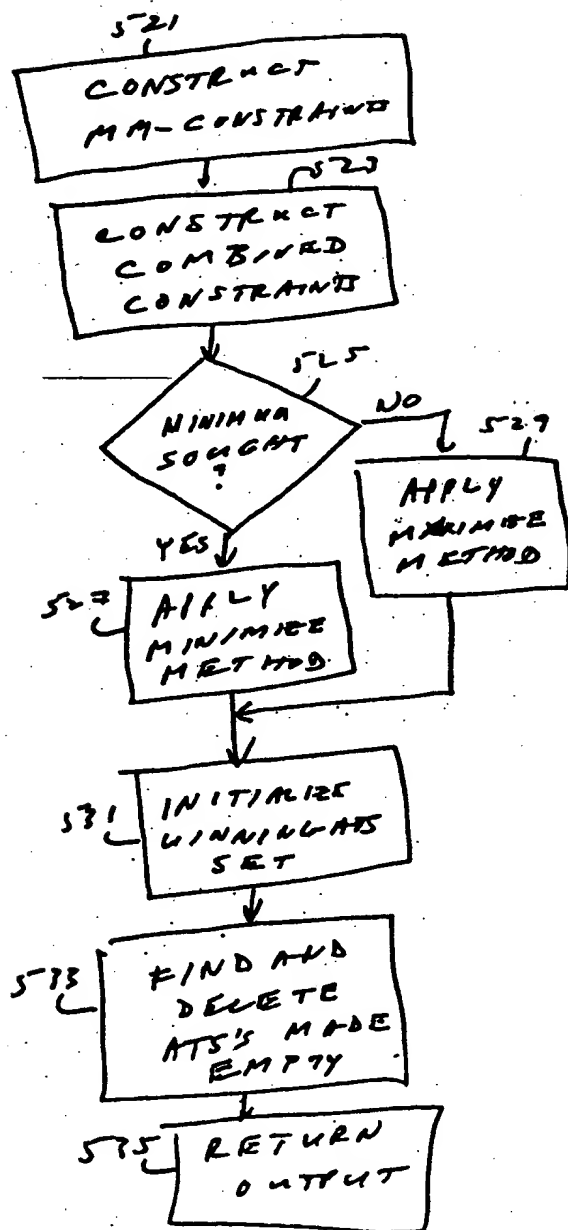 521
CONSTRUCT
MM-CONSTRAINTS
523
CONSTRUCT
COMBINED
CONSTRAINTS
525
MINIMUM
SOUGHT
?
NO
529
APPLY
MAXIMIZE
METHOD
YES
527
APPLY
MINIMIZE
METHOD
531
INITIALIZE
WINNINGATS
SET
533
FIND AND
DELETE
ATS'S MADE
EMPTY
535
RETURN
OUTPUT